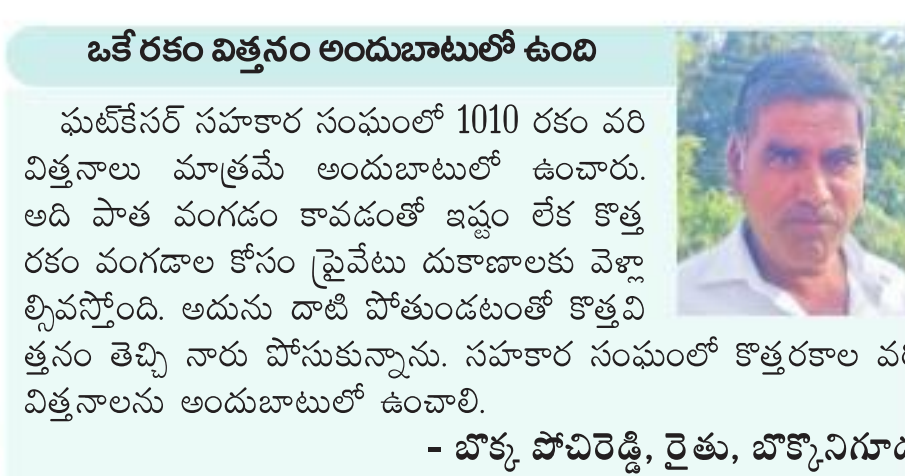 ఒకే రకం విత్తనం అందుబాటులో ఉంది
ఘట్‌కేసర్ సహకార సంఘంలో 1010 రకం వరి
విత్తనాలు మాత్రమే అందుబాటులో ఉంచారు.
అది పాత వంగడం కావడంతో ఇష్టం లేక కొత్త
రకం వంగడాల కోసం ప్రైవేటు దుకాణాలకు వెళ్లా
ల్సివస్తోంది. అదును దాటి పోతుండటంతో కొత్తవి
త్తనం తెచ్చి నారు పోసుకున్నాను. సహకార సంఘంలో కొత్తరకాల వరి
విత్తనాలను అందుబాటులో ఉంచాలి.
- బొక్క పోచిరెడ్డి, రైతు, బొక్కొనిగూడ